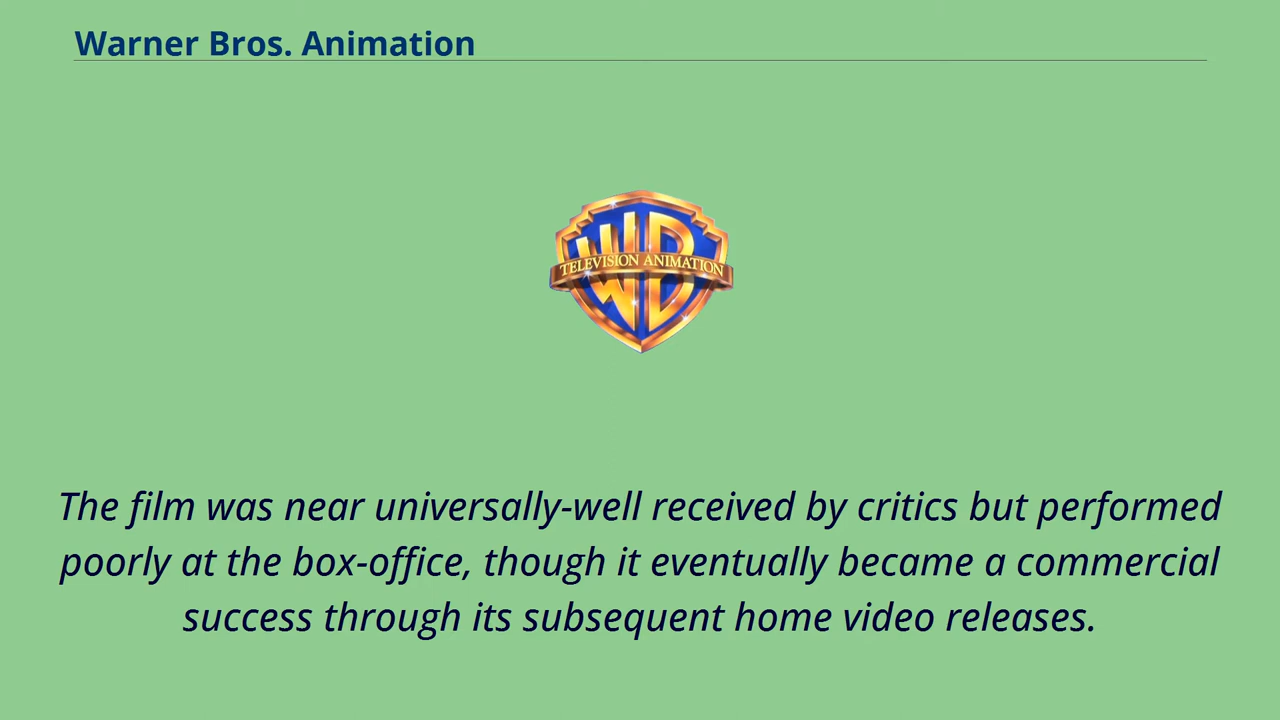 Warner Bros. Animation
WB
TELEVISION ANIMATION
The film was near universally-well received by critics but performed
poorly at the box-office, though it eventually became a commercial
success through its subsequent home video releases.